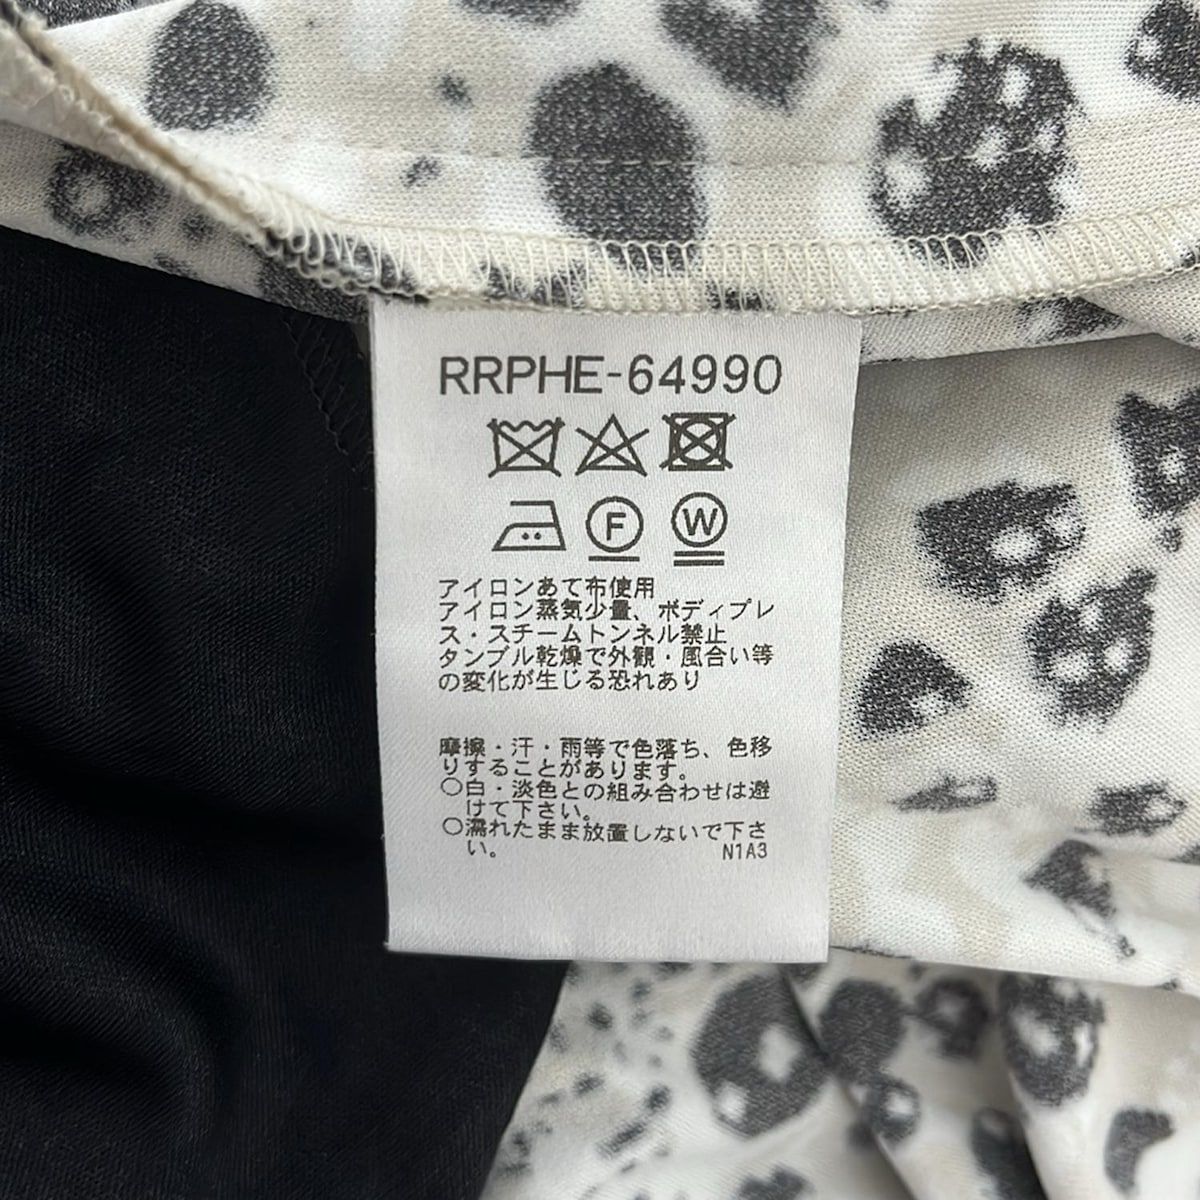 RRPHE-64990
F W
アイロンあて布使用
アイロン蒸気少量、ボディプレ
ス・スチームトンネル禁止
タンブル乾燥で外観・風合い等
の変化が生じる恐れあり
摩擦・汗・雨等で色落ち、色移
りすることがあります。
○白・淡色との組み合わせは避
けて下さい。
○濡れたまま放置しないで下さ
い。 N1A3